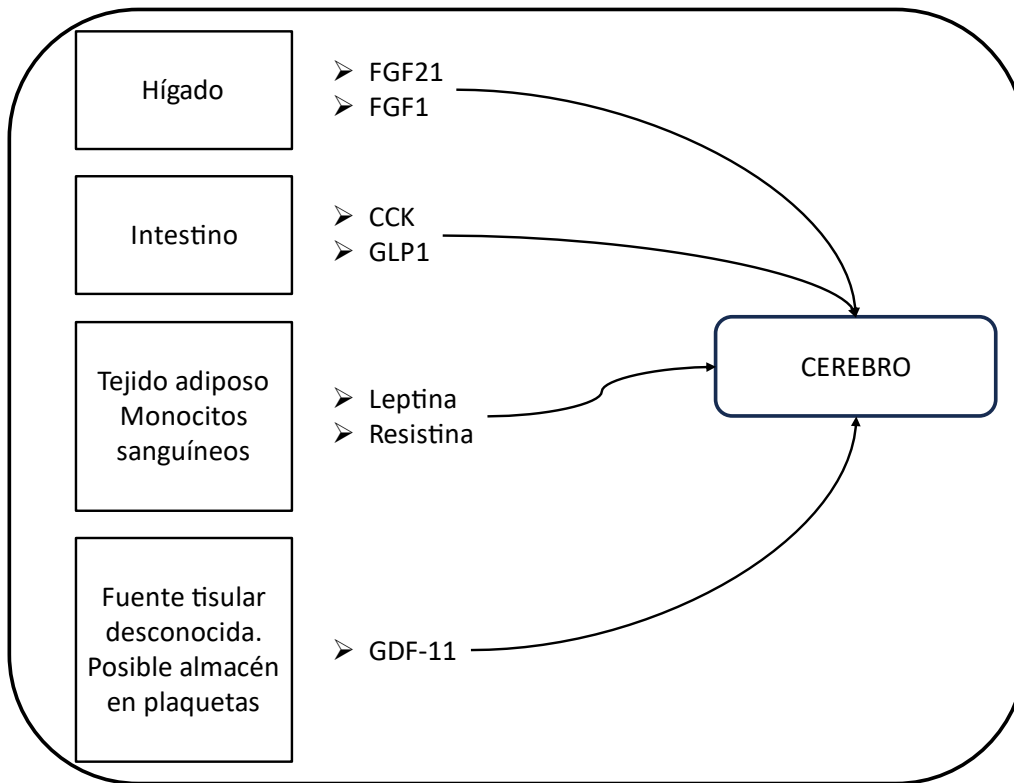 Hígado
➢ FGF21
➢ FGF1
Intestino
➢ CCK
➢ GLP1
Tejido adiposo
Monocitos
sanguíneos
➢ Leptina
➢ Resistina
CEREBRO
Fuente tisular
desconocida.
Posible almacén
en plaquetas
➢ GDF-11